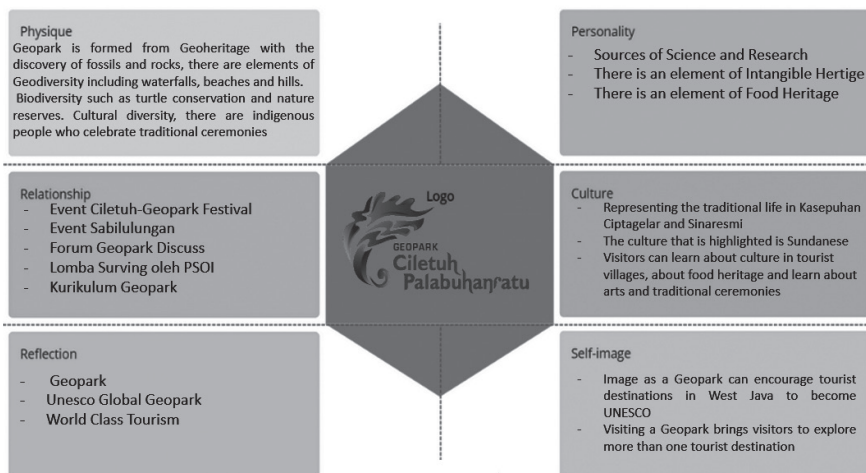 Physique
Geopark is formed from Geoheritage with the
discovery of fossils and rocks, there are elements of
Geodiversity including waterfalls, beaches and hills.
Biodiversity such as turtle conservation and nature
reserves. Cultural diversity, there are indigenous
people who celebrate traditional ceremonies
Personality
- Sources of Science and Research
- There is an element of Intangible Hertige
- There is an element of Food Heritage
Relationship
- Event Ciletuh-Geopark Festival
- Event Sabilulungan
- Forum Geopark Discuss
- Lomba Surving oleh PSOI
- Kurikulum Geopark
Logo
GEOPARK
Ciletuh
Palabuhanratu
Culture
- Representing the traditional life in Kasepuhan
Ciptagelar and Sinaresmi
- The culture that is highlighted is Sundanese
- Visitors can learn about culture in tourist
villages, about food heritage and learn about
arts and traditional ceremonies
Reflection
- Geopark
- Unesco Global Geopark
- World Class Tourism
Self-image
- Image as a Geopark can encourage tourist
destinations in West Java to become
UNESCO
- Visiting a Geopark brings visitors to explore
more than one tourist destination